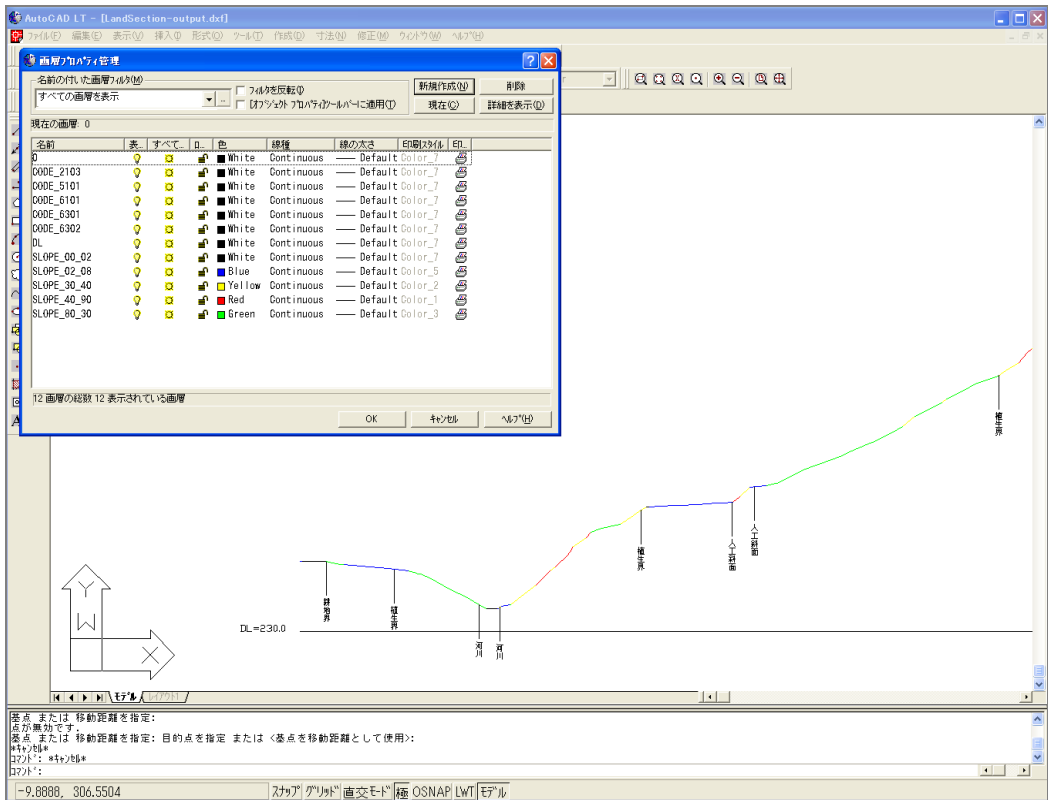 AutoCAD LT - [LandSection-output.dxf]
ファイル(F) 編集(E) 表示(V) 挿入(I) 形式(O) ツール(T) 作成(D) 寸法(N) 修正(M) ウィンドウ(W) ヘルプ(H)
画層プロパティ管理
名前の付いた画層フィルタ(M)
すべての画層を表示
フィルタを反転(I)
[オブジェクト プロパティ]ツールバーに適用(T)
新規作成(N) 削除
現在(C) 詳細を表示(D)
現在の画層: 0
名前 表... すべて... ロ... 色 線種 線の太さ 印刷スタイル 印...
0 White Continuous Default Color_7
CODE_2103 White Continuous Default Color_7
CODE_5101 White Continuous Default Color_7
CODE_6101 White Continuous Default Color_7
CODE_6301 White Continuous Default Color_7
CODE_6302 White Continuous Default Color_7
DL White Continuous Default Color_7
SLOPE_00_02 White Continuous Default Color_7
SLOPE_02_08 Blue Continuous Default Color_5
SLOPE_30_40 Yellow Continuous Default Color_2
SLOPE_40_90 Red Continuous Default Color_1
SLOPE_80_30 Green Continuous Default Color_3
12 画層の総数 12 表示されている画層
OK キャンセル ヘルプ(H)
植生界
人工斜面
人工斜面
植生界
耕地界
植生界
河川
河川
DL=230.0
Y
W
X
モデル レイアウト1
基点 または 移動距離を指定:
点が無効です.
基点 または 移動距離を指定: 目的点を指定 または <基点を移動距離として使用>:
*キャンセル*
コマンド: *キャンセル*
コマンド:
-9.8888, 306.5504 スナップ グリッド 直交モード 極 OSNAP LWT モデル